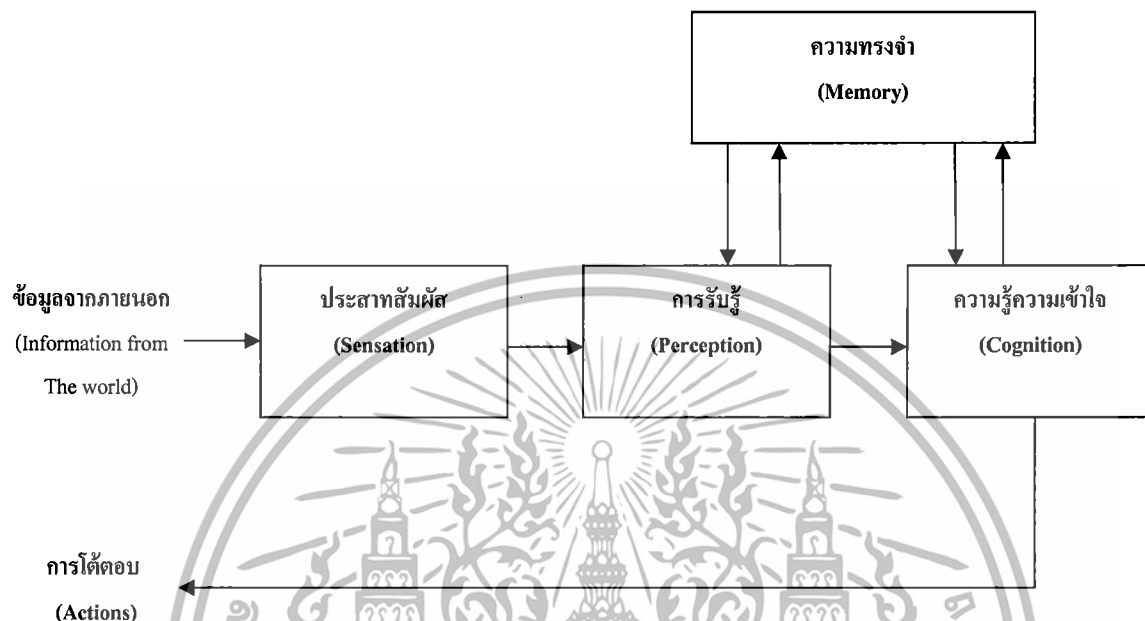 ความทรงจำ
(Memory)
ข้อมูลจากภายนอก
(Information from
The world)
ประสาทสัมผัส
(Sensation)
การรับรู้
(Perception)
ความรู้ความเข้าใจ
(Cognition)
การโต้ตอบ
(Actions)